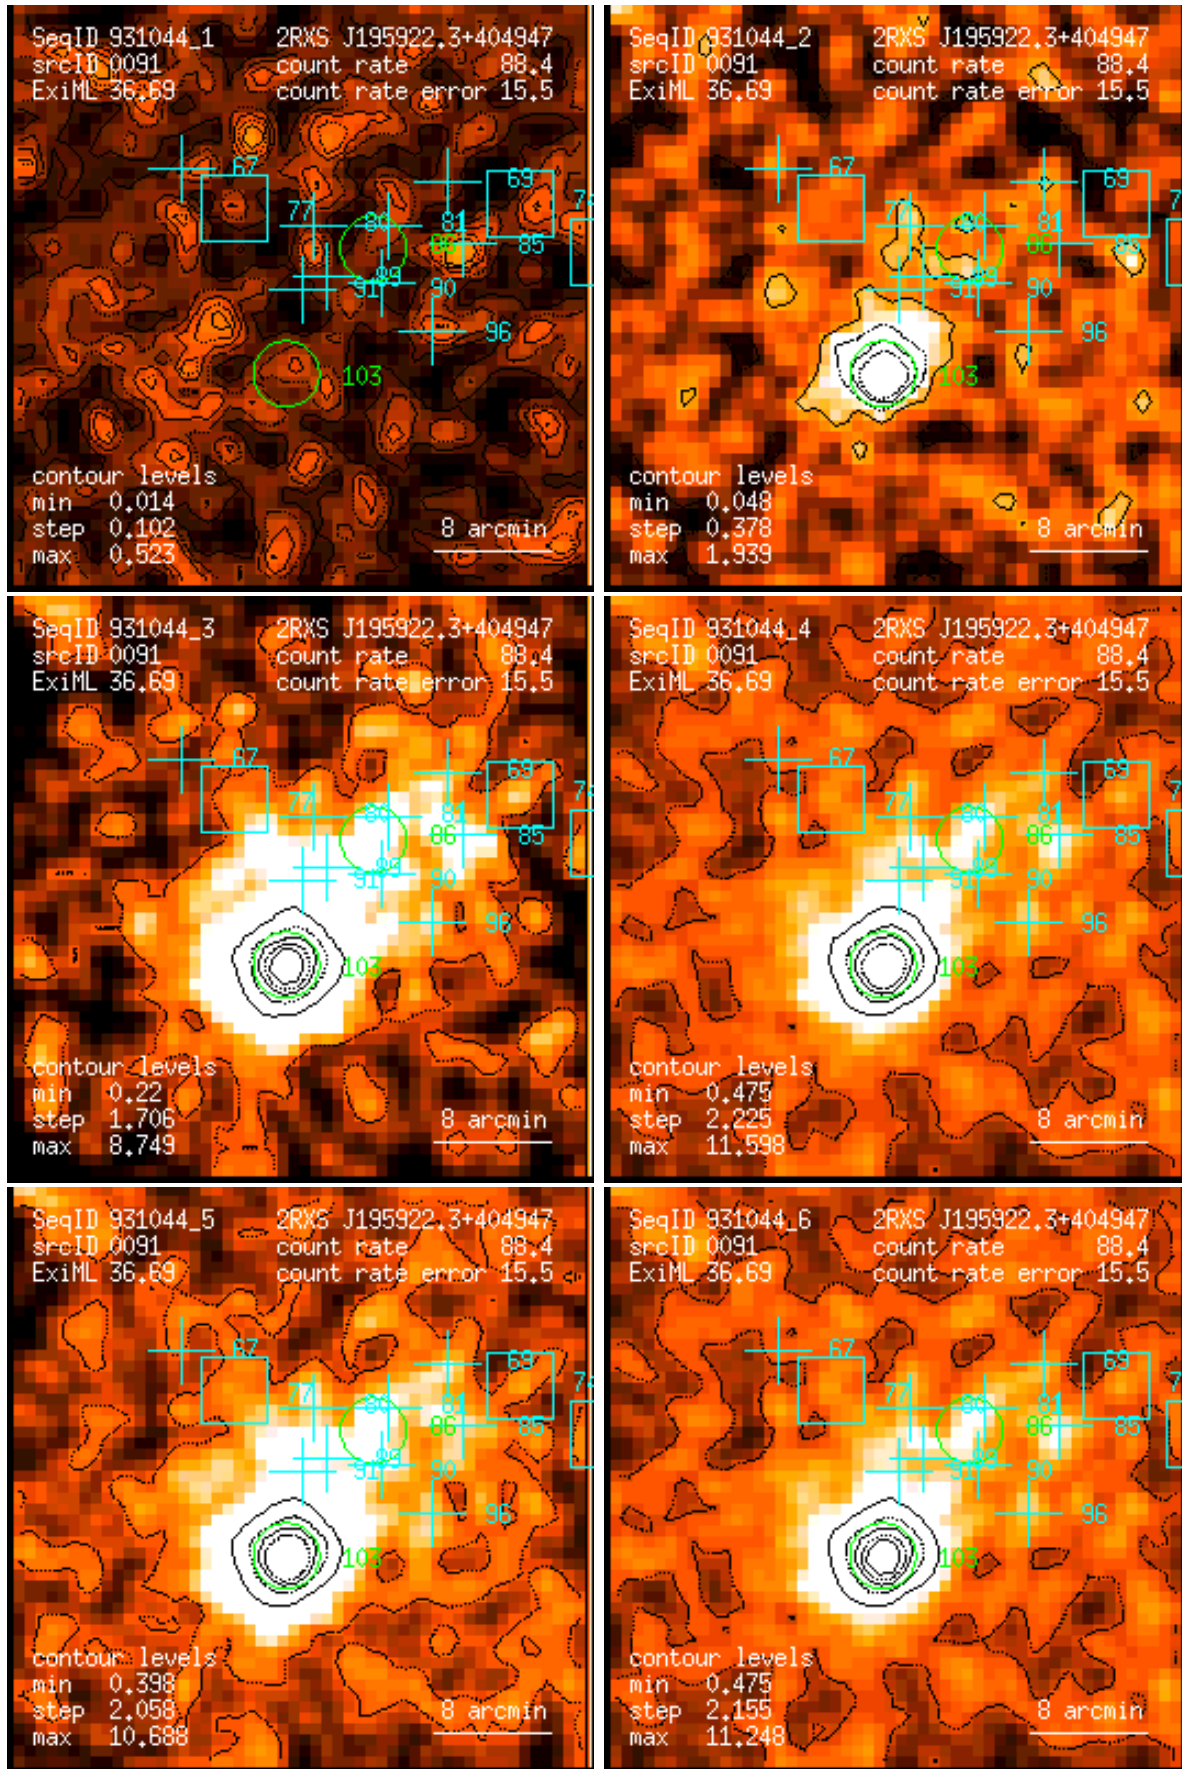 SeqID 931044_1 2RXS J195922.3+404947
srcID 0091 count rate 88.4
ExiML 36.69 count rate error 15.5
67
69
77
80
81
74
86
85
91
89
90
96
103
contour levels
min 0.014
step 0.102
max 0.523
8 arcmin
SeqID 931044_2 2RXS J195922.3+404947
srcID 0091 count rate 88.4
ExiML 36.69 count rate error 15.5
67
69
77
80
81
86
85
91
89
90
96
103
contour levels
min 0.048
step 0.378
max 1.939
8 arcmin
SeqID 931044_3 2RXS J195922.3+404947
srcID 0091 count rate 88.4
ExiML 36.69 count rate error 15.5
67
69
77
80
81
74
86
85
91
89
90
96
103
contour levels
min 0.22
step 1.706
max 8.749
8 arcmin
SeqID 931044_4 2RXS J195922.3+404947
srcID 0091 count rate 88.4
ExiML 36.69 count rate error 15.5
67
69
77
80
81
86
85
91
89
90
96
103
contour levels
min 0.475
step 2.225
max 11.598
8 arcmin
SeqID 931044_5 2RXS J195922.3+404947
srcID 0091 count rate 88.4
ExiML 36.69 count rate error 15.5
67
69
77
80
81
74
86
85
91
89
90
96
103
contour levels
min 0.398
step 2.058
max 10.688
8 arcmin
SeqID 931044_6 2RXS J195922.3+404947
srcID 0091 count rate 88.4
ExiML 36.69 count rate error 15.5
67
69
77
80
81
86
85
91
89
90
96
103
contour levels
min 0.475
step 2.155
max 11.248
8 arcmin